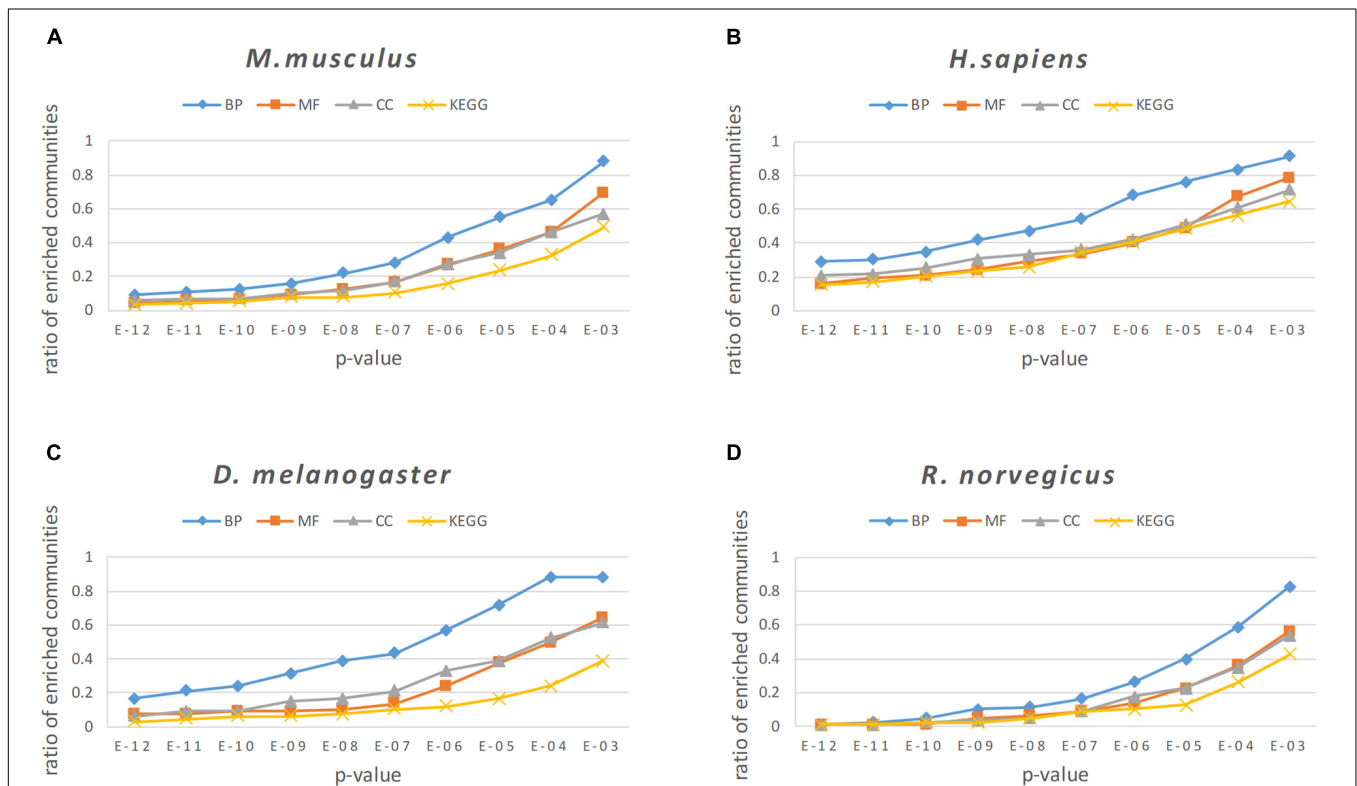 A
M.musculus
BP MF CC KEGG
ratio of enriched communities
1
0.8
0.6
0.4
0.2
0
E-12 E-11 E-10 E-09 E-08 E-07 E-06 E-05 E-04 E-03
p-value
B
H.sapiens
BP MF CC KEGG
ratio of enriched communities
1
0.8
0.6
0.4
0.2
0
E-12 E-11 E-10 E-09 E-08 E-07 E-06 E-05 E-04 E-03
p-value
C
D. melanogaster
BP MF CC KEGG
ratio of enriched communities
1
0.8
0.6
0.4
0.2
0
E-12 E-11 E-10 E-09 E-08 E-07 E-06 E-05 E-04 E-03
p-value
D
R. norvegicus
BP MF CC KEGG
ratio of enriched communities
1
0.8
0.6
0.4
0.2
0
E-12 E-11 E-10 E-09 E-08 E-07 E-06 E-05 E-04 E-03
p-value